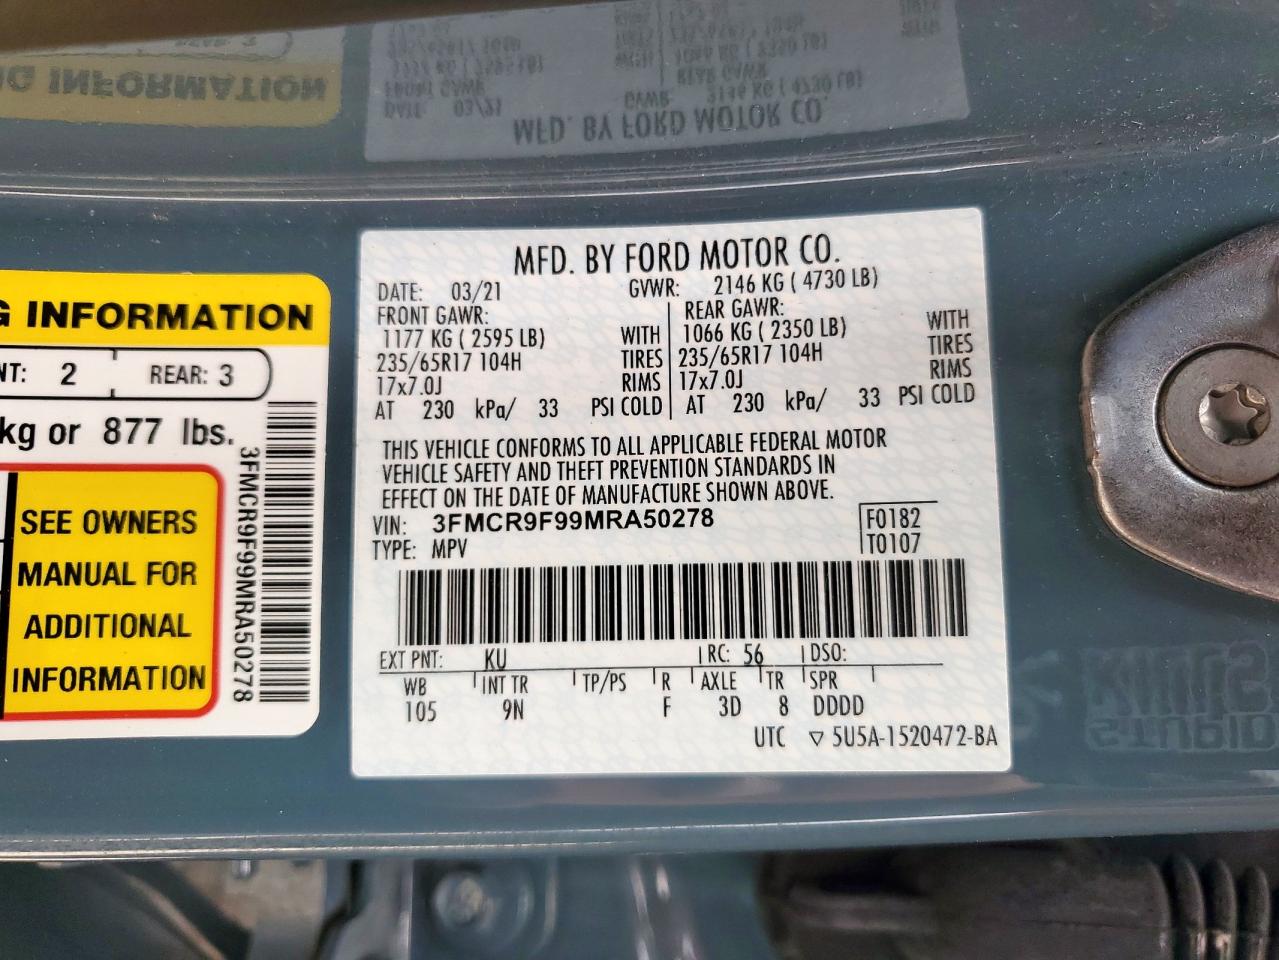 MFD. BY FORD MOTOR CO.
DATE: 03/21 GVWR: 2146 KG ( 4730 LB)
FRONT GAWR: REAR GAWR:
1177 KG ( 2595 LB) WITH 1066 KG ( 2350 LB) WITH
235/65R17 104H TIRES 235/65R17 104H TIRES
17x7.0J RIMS 17x7.0J RIMS
AT 230 kPa/ 33 PSI COLD AT 230 kPa/ 33 PSI COLD
THIS VEHICLE CONFORMS TO ALL APPLICABLE FEDERAL MOTOR
VEHICLE SAFETY AND THEFT PREVENTION STANDARDS IN
EFFECT ON THE DATE OF MANUFACTURE SHOWN ABOVE.
VIN: 3FMCR9F99MRA50278 F0182
TYPE: MPV T0107
EXT PNT: KU RC: 56 DSO:
WB INT TR TP/PS R AXLE TR SPR
105 9N F 3D 8 DDDD
UTC ▽ 5U5A-1520472-BA
G INFORMATION
NT: 2 REAR: 3
kg or 877 lbs.
SEE OWNERS
MANUAL FOR
ADDITIONAL
INFORMATION
3FMCR9F99MRA50278